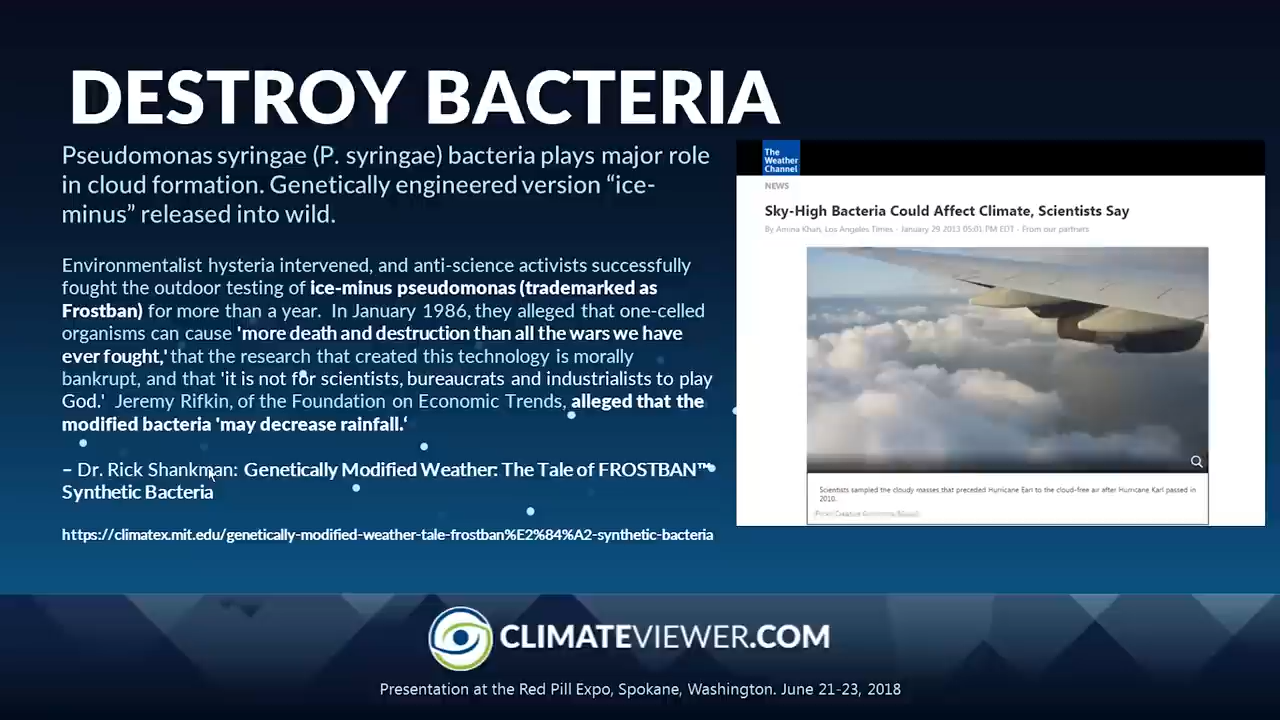 DESTROY BACTERIA
Pseudomonas syringae (P. syringae) bacteria plays major role
in cloud formation. Genetically engineered version “ice-
minus” released into wild.
Environmentalist hysteria intervened, and anti-science activists successfully
fought the outdoor testing of ice-minus pseudomonas (trademarked as
Frostban) for more than a year. In January 1986, they alleged that one-celled
organisms can cause 'more death and destruction than all the wars we have
ever fought,' that the research that created this technology is morally
bankrupt, and that 'it is not for scientists, bureaucrats and industrialists to play
God.' Jeremy Rifkin, of the Foundation on Economic Trends, alleged that the
modified bacteria 'may decrease rainfall.‘
– Dr. Rick Shankman: Genetically Modified Weather: The Tale of FROSTBAN™
Synthetic Bacteria
https://climatex.mit.edu/genetically-modified-weather-tale-frostban%E2%84%A2-synthetic-bacteria
The
Weather
Channel
NEWS
Sky-High Bacteria Could Affect Climate, Scientists Say
By Amina Khan, Los Angeles Times - January 29 2013 05:01 PM EDT - From our partners
Scientists sampled the cloudy masses that preceded Hurricane Earl to the cloud-free air after Hurricane Karl passed in
2010.
CLIMATEVIEWER.COM
Presentation at the Red Pill Expo, Spokane, Washington. June 21-23, 2018